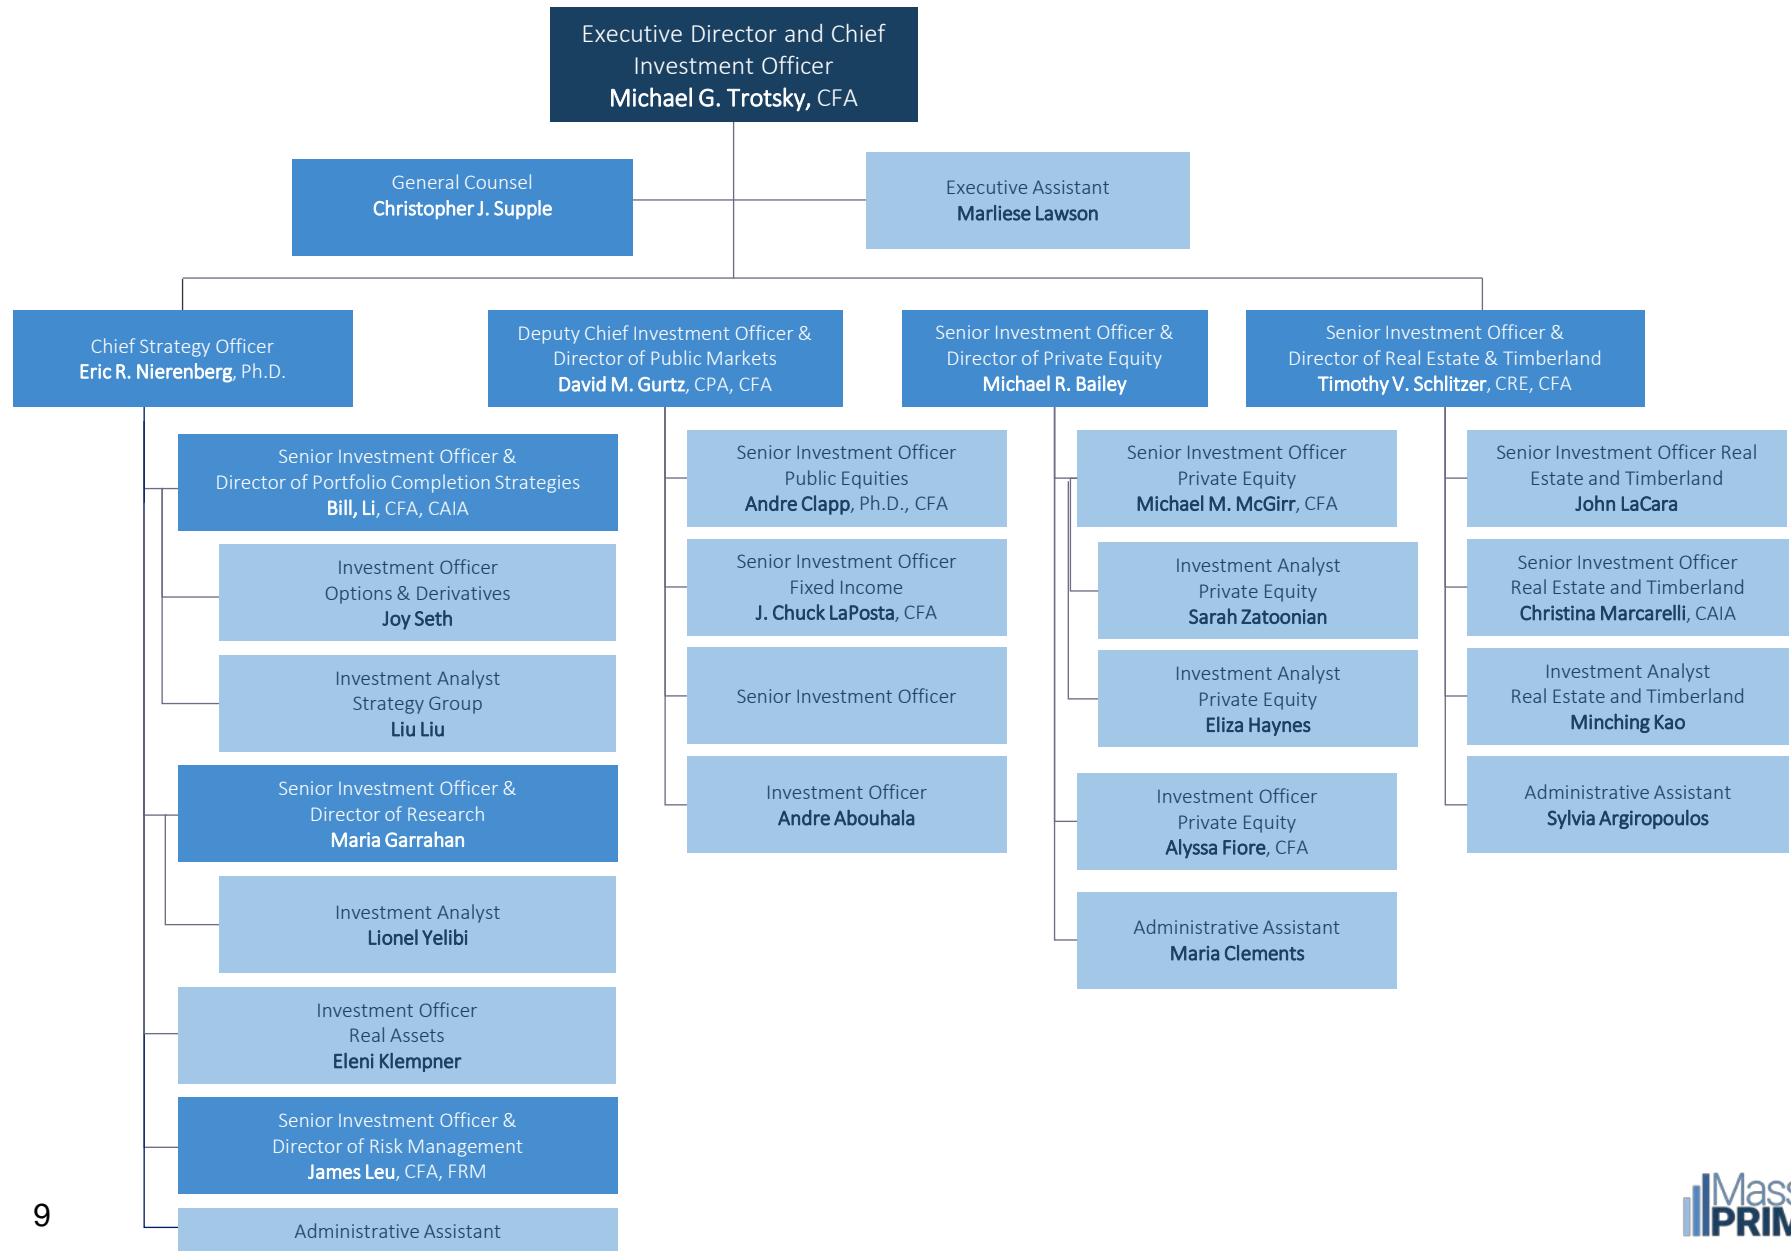 Executive Director and Chief
Investment Officer
Michael G. Trotsky, CFA
General Counsel
Christopher J. Supple
Executive Assistant
Marliese Lawson
Chief Strategy Officer
Eric R. Nierenberg, Ph.D.
Senior Investment Officer &
Director of Portfolio Completion Strategies
Bill, Li, CFA, CAIA
Investment Officer
Options & Derivatives
Joy Seth
Investment Analyst
Strategy Group
Liu Liu
Senior Investment Officer &
Director of Research
Maria Garrahan
Investment Analyst
Lionel Yelibi
Investment Officer
Real Assets
Eleni Klempner
Senior Investment Officer &
Director of Risk Management
James Leu, CFA, FRM
Administrative Assistant
Deputy Chief Investment Officer &
Director of Public Markets
David M. Gurtz, CPA, CFA
Senior Investment Officer
Public Equities
Andre Clapp, Ph.D., CFA
Senior Investment Officer
Fixed Income
J. Chuck LaPosta, CFA
Senior Investment Officer
Investment Officer
Andre Abouhala
Senior Investment Officer &
Director of Private Equity
Michael R. Bailey
Senior Investment Officer
Private Equity
Michael M. McGirr, CFA
Investment Analyst
Private Equity
Sarah Zatoonian
Investment Analyst
Private Equity
Eliza Haynes
Investment Officer
Private Equity
Alyssa Fiore, CFA
Administrative Assistant
Maria Clements
Senior Investment Officer &
Director of Real Estate & Timberland
Timothy V. Schlitzer, CRE, CFA
Senior Investment Officer Real
Estate and Timberland
John LaCara
Senior Investment Officer
Real Estate and Timberland
Christina Marcarelli, CAIA
Investment Analyst
Real Estate and Timberland
Minching Kao
Administrative Assistant
Sylvia Argiropoulos
9
Mass
PRIM